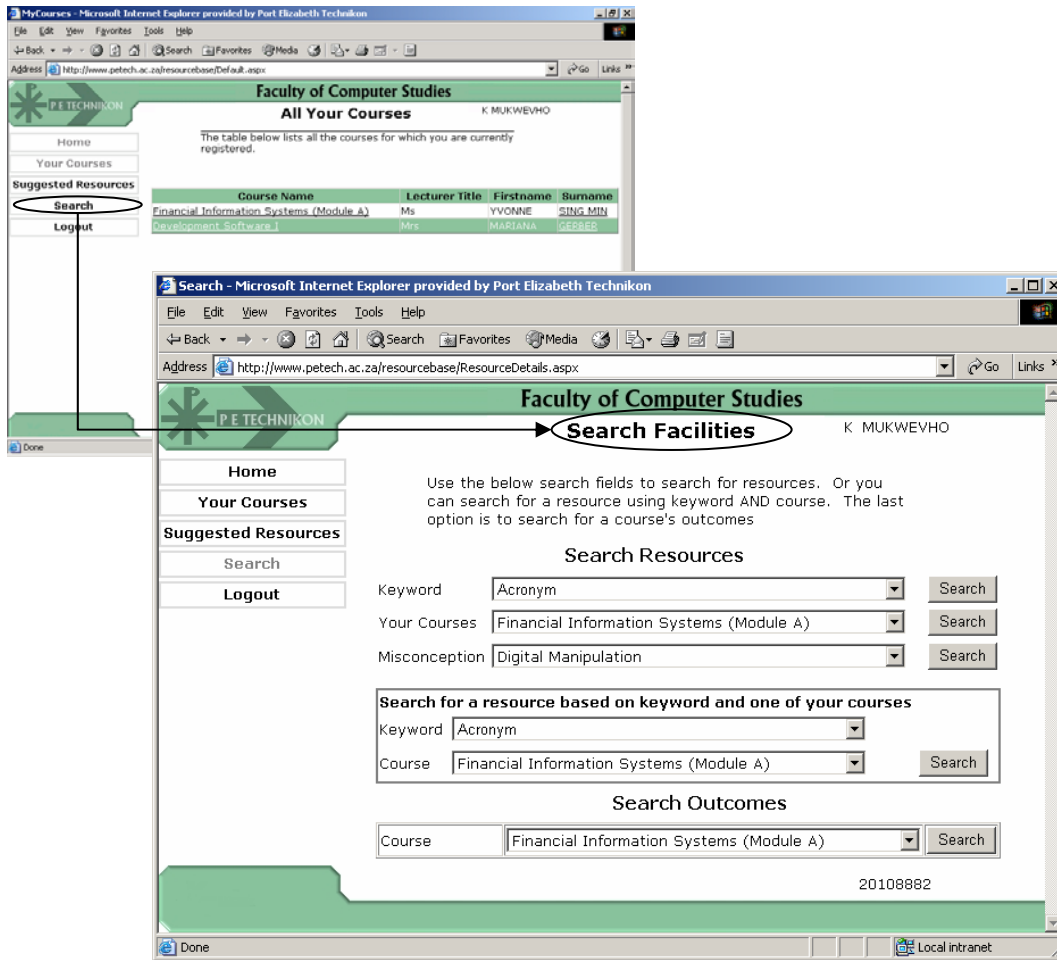 MyCourses - Microsoft Internet Explorer provided by Port Elizabeth Technikon
File Edit View Favorites Tools Help
Back Search Favorites Media
Address http://www.petech.ac.za/resourcebase/Default.aspx Go Links »
Faculty of Computer Studies
P E TECHNIKON
All Your Courses K MUKWEVHO
The table below lists all the courses for which you are currently
registered.
Home
Your Courses
Suggested Resources
Search
Logout
Course Name Lecturer Title Firstname Surname
Financial Information Systems (Module A) Ms YVONNE SING MIN
Development Software I Mrs MARIANA GERBER
Done
Search - Microsoft Internet Explorer provided by Port Elizabeth Technikon
File Edit View Favorites Tools Help
Back Search Favorites Media
Address http://www.petech.ac.za/resourcebase/ResourceDetails.aspx Go Links »
Faculty of Computer Studies
P E TECHNIKON
Search Facilities K MUKWEVHO
Home
Your Courses
Suggested Resources
Search
Logout
Use the below search fields to search for resources. Or you
can search for a resource using keyword AND course. The last
option is to search for a course's outcomes
Search Resources
Keyword Acronym Search
Your Courses Financial Information Systems (Module A) Search
Misconception Digital Manipulation Search
Search for a resource based on keyword and one of your courses
Keyword Acronym
Course Financial Information Systems (Module A) Search
Search Outcomes
Course Financial Information Systems (Module A) Search
20108882
Done Local intranet